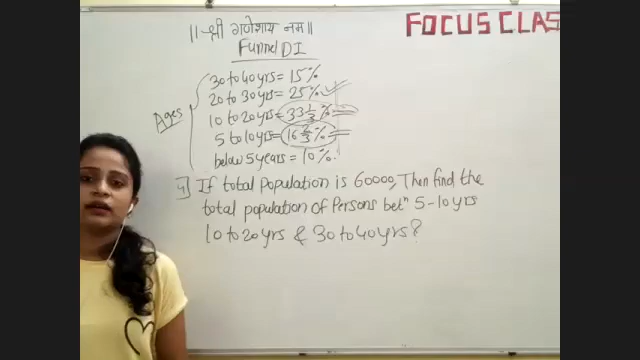 ॥ श्री गणेशाय नम॥
FOCUS CLAS
Funnel DI
Ages
30 to 40 yrs = 15%
20 to 30 yrs = 25%
10 to 20 yrs = 33 1/3 %
5 to 10 yrs = 16 2/3 %
below 5 years = 10%.
If total Population is 60000, Then find the
total population of Persons betn 5-10 yrs
10 to 20 yrs & 30 to 40 yrs?